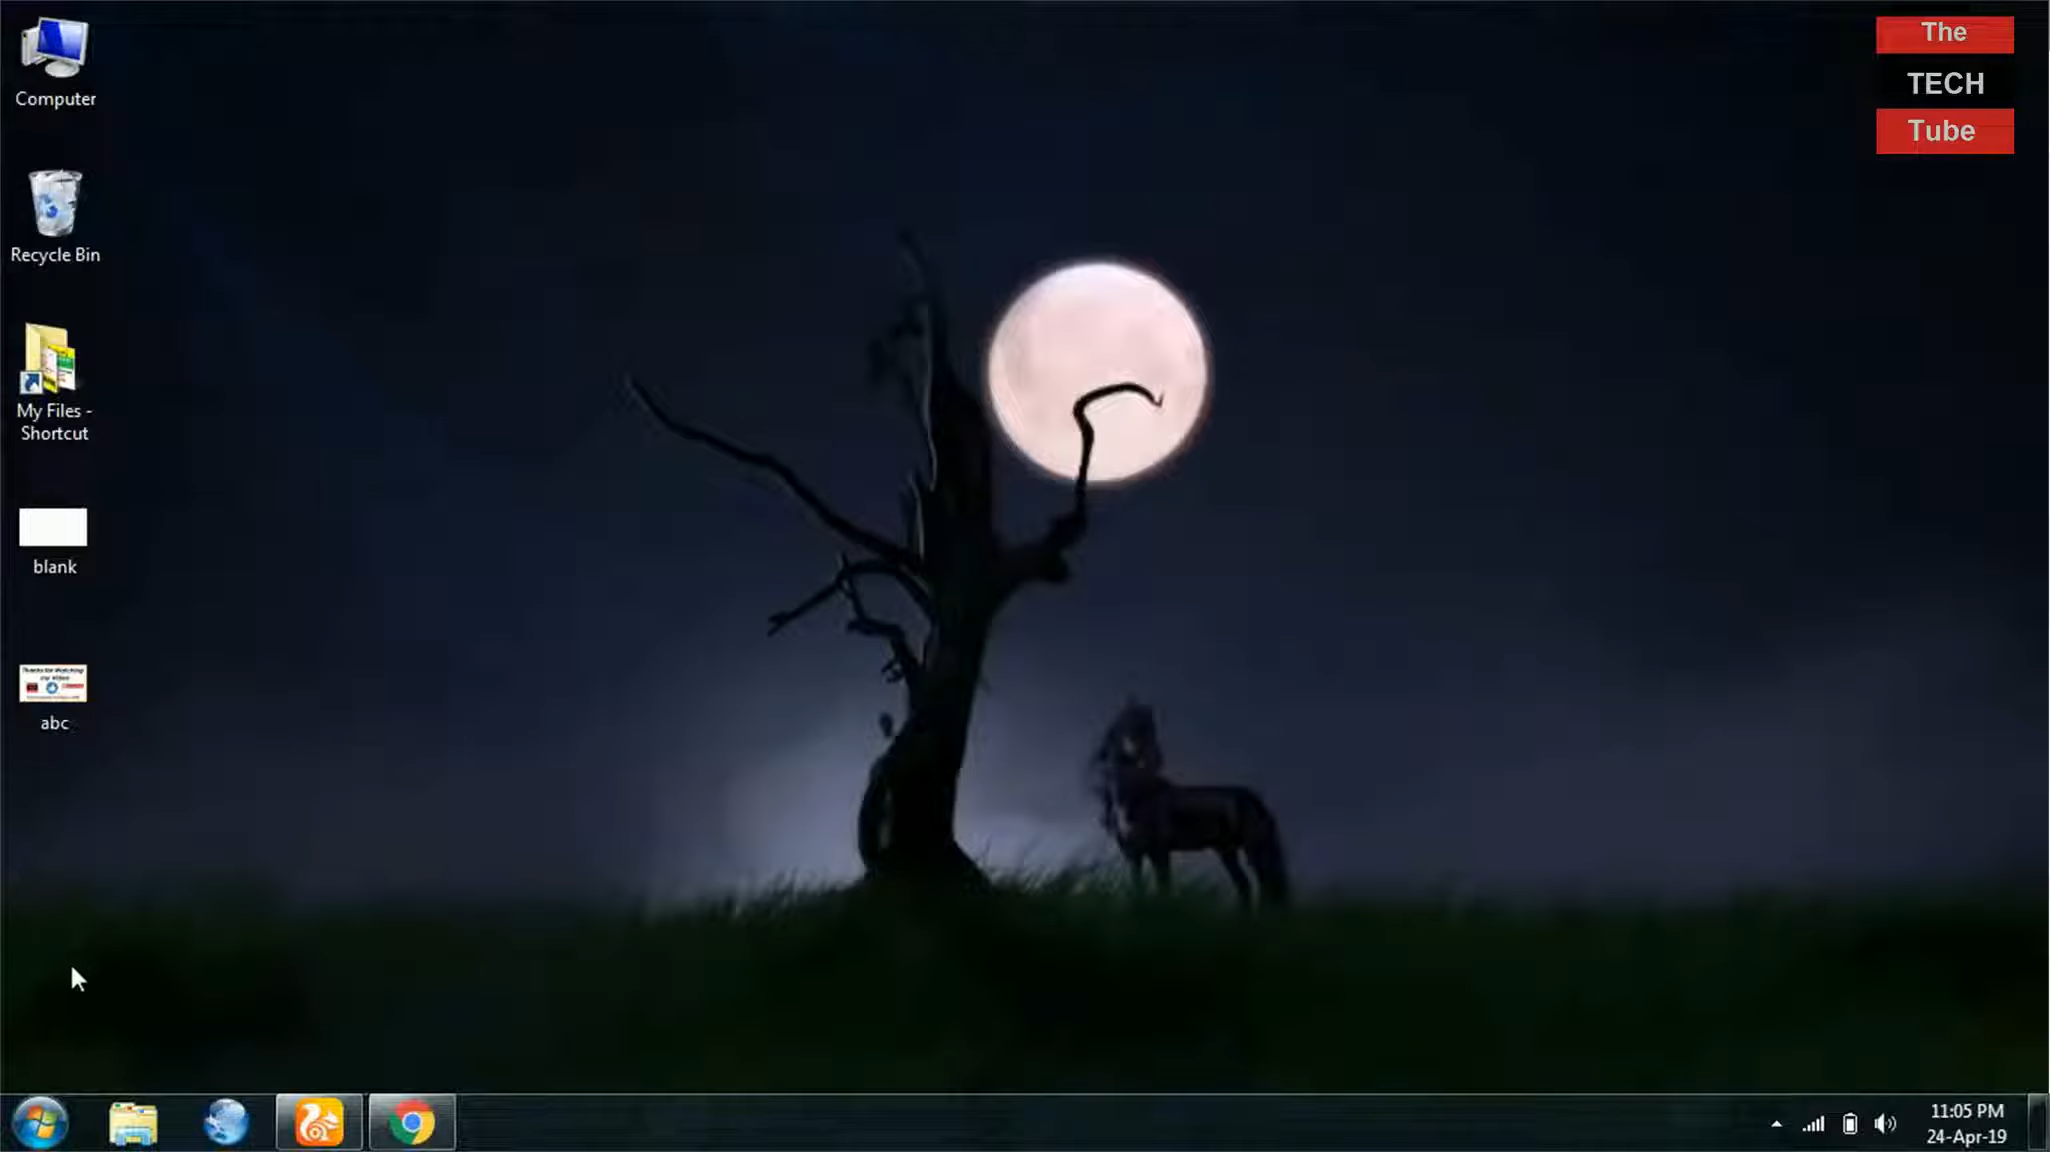 Computer
Recycle Bin
My Files -
Shortcut
blank
abc
The
TECH
Tube
11:05 PM
24-Apr-19